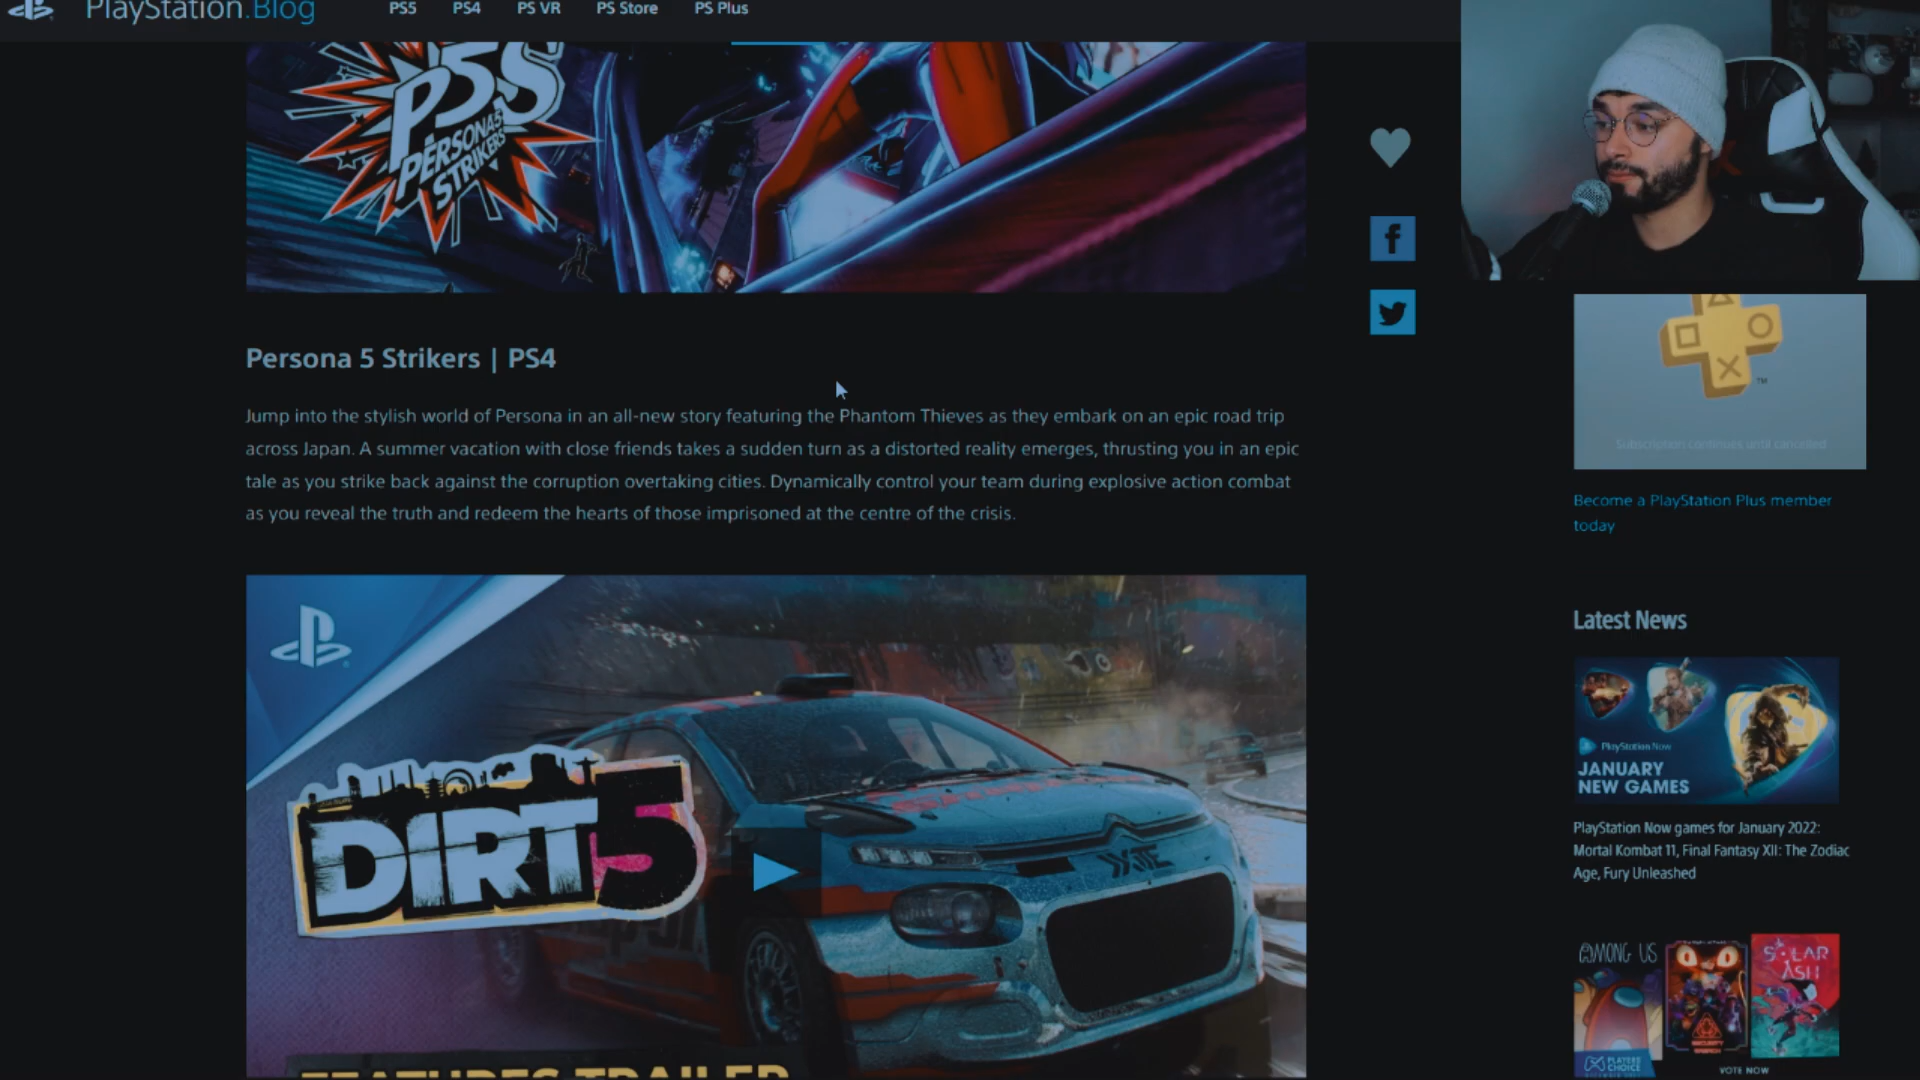 PlayStation.Blog
PS5 PS4 PS VR PS Store PS Plus
P5S
PERSONA5
STRIKERS
Persona 5 Strikers | PS4
Jump into the stylish world of Persona in an all-new story featuring the Phantom Thieves as they embark on an epic road trip
across Japan. A summer vacation with close friends takes a sudden turn as a distorted reality emerges, thrusting you in an epic
tale as you strike back against the corruption overtaking cities. Dynamically control your team during explosive action combat
as you reveal the truth and redeem the hearts of those imprisoned at the centre of the crisis.
DIRT5
FEATURES TRAILER
Subscription continues until cancelled
Become a PlayStation Plus member
today
Latest News
PlayStation Now
JANUARY
NEW GAMES
PlayStation Now games for January 2022:
Mortal Kombat 11, Final Fantasy XII: The Zodiac
Age, Fury Unleashed
AMONG US
SOLAR
ASH
SECURITY
BREACH
PLAYERS'
CHOICE
VOTE NOW